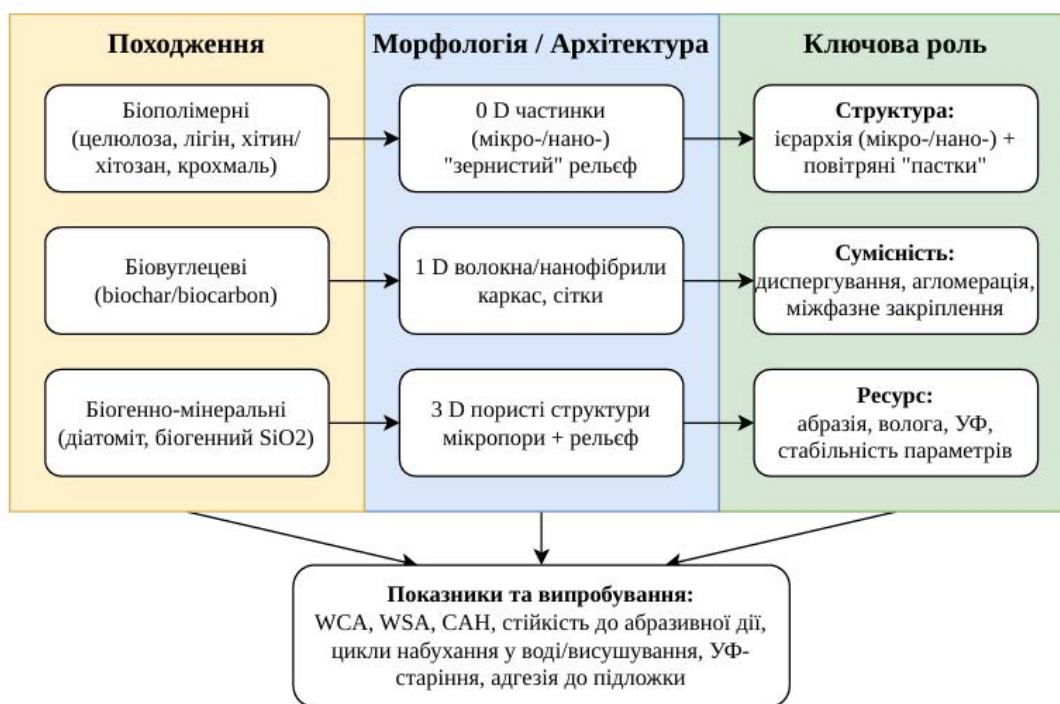 Походження
Морфологія / Архітектура
Ключова роль
Біополімерні
(целюлоза, лігін, хітин/
хітозан, крохмаль)
0 D частинки
(мікро-/нано-)
"зернистий" рельєф
Структура:
ієрархія (мікро-/нано-) +
повітряні "пастки"
Біовуглецеві
(biochar/biocarbon)
1 D волокна/нанофібрили
каркас, сітки
Сумісність:
диспергування, агломерація,
міжфазне закріплення
Біогенно-мінеральні
(діатоміт, біогенний SiO2)
3 D пористі структури
мікропори + рельєф
Ресурс:
абразія, волога, УФ,
стабільність параметрів
Показники та випробування:
WCA, WSA, CAH, стійкість до абразивної дії,
цикли набухання у воді/висушування, УФ-
старіння, адгезія до підложки